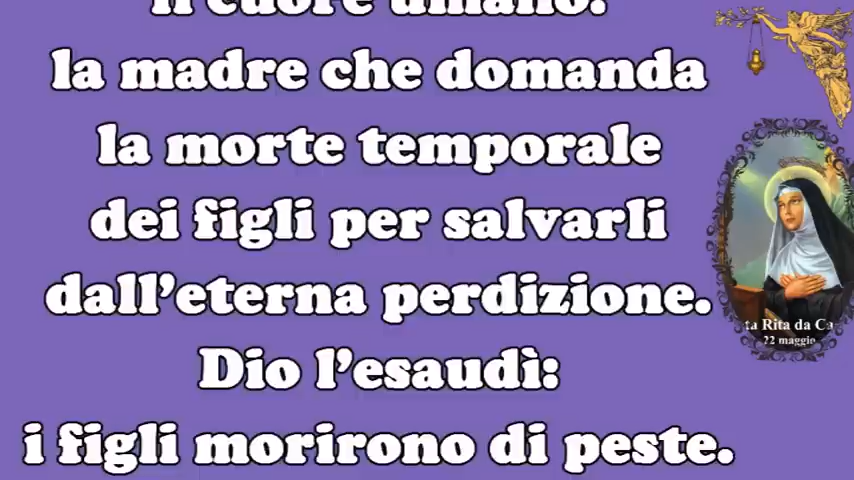 il cuore umano:
la madre che domanda
la morte temporale
dei figli per salvarli
dall'eterna perdizione.
Dio l'esaudì:
i figli morirono di peste.
ta Rita da Ca
22 maggio